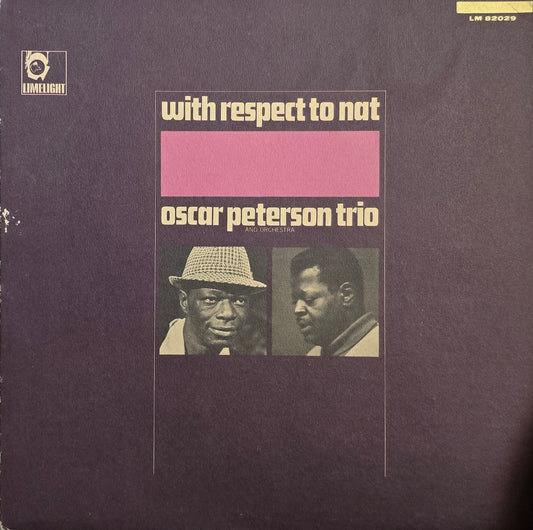 LM 82029
LIMELIGHT
with respect to nat
oscar peterson trio
AND ORCHESTRA